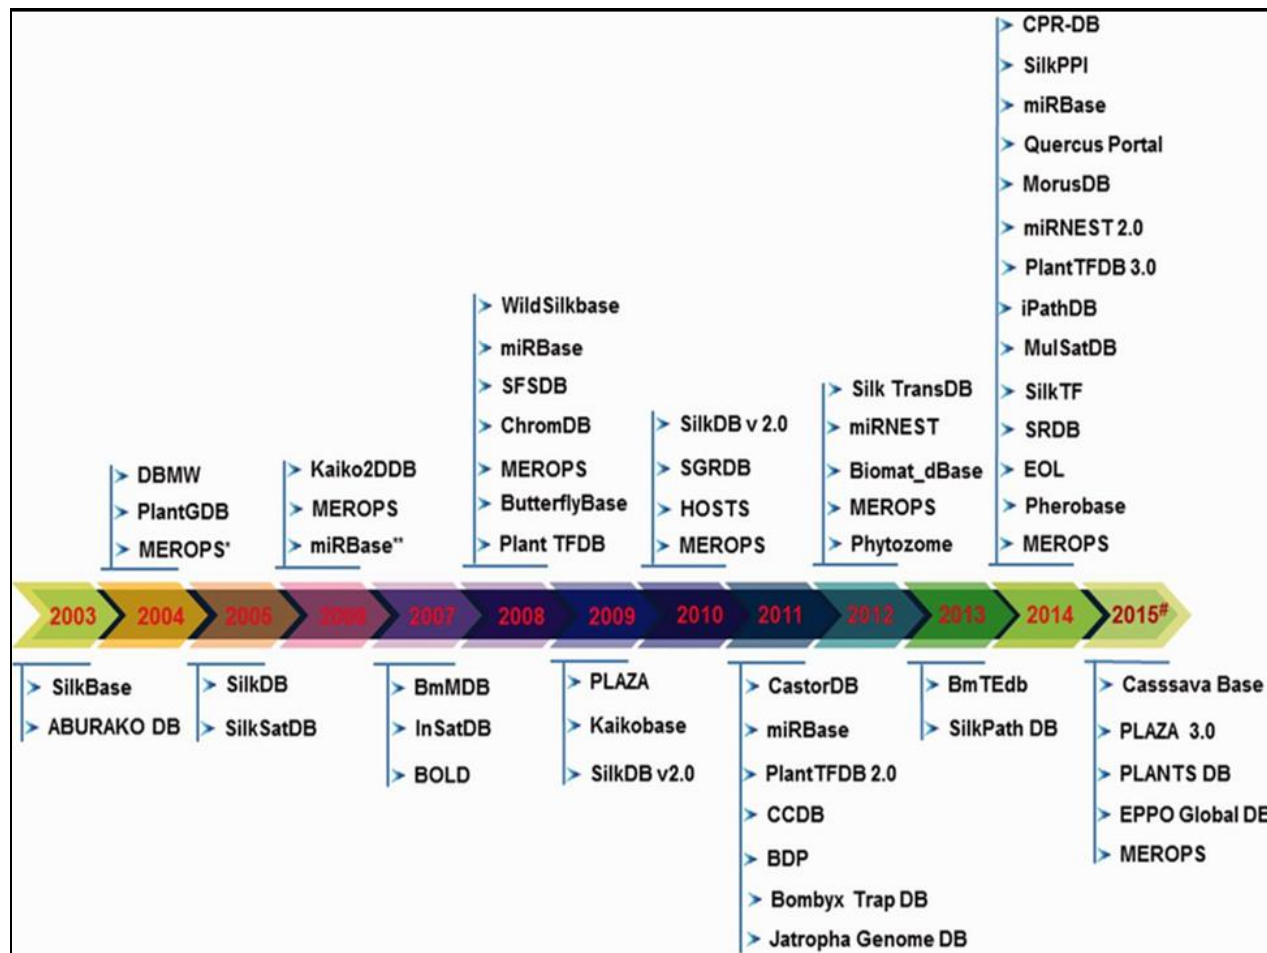 CPR-DB
SilkPPI
miRBase
Quercus Portal
MorusDB
miRNEST 2.0
PlantTFDB 3.0
iPathDB
MulSatDB
SilkTF
SRDB
EOL
Pherobase
MEROPS
Silk TransDB
miRNEST
Biomat_dBase
MEROPS
Phytozome
SilkDB v 2.0
SGRDB
HOSTS
MEROPS
WildSilkbase
miRBase
SFSDB
ChromDB
MEROPS
ButterflyBase
Plant TFDB
Kaiko2DDB
MEROPS
miRBase**
DBMW
PlantGDB
MEROPS*
2003 2004 2005 2006 2007 2008 2009 2010 2011 2012 2013 2014 2015#
SilkBase
ABURAKO DB
SilkDB
SilkSatDB
BmMDB
InSatDB
BOLD
PLAZA
Kaikobase
SilkDB v2.0
CastorDB
miRBase
PlantTFDB 2.0
CCDB
BDP
Bombyx Trap DB
Jatropha Genome DB
BmTEdb
SilkPath DB
Casssava Base
PLAZA 3.0
PLANTS DB
EPPO Global DB
MEROPS